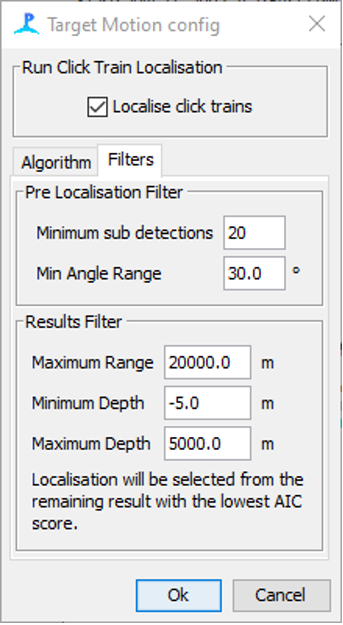 Target Motion config
Run Click Train Localisation
Localise click trains
Algorithm Filters
Pre Localisation Filter
Minimum sub detections 20
Min Angle Range 30.0 °
Results Filter
Maximum Range 20000.0 m
Minimum Depth -5.0 m
Maximum Depth 5000.0 m
Localisation will be selected from the
remaining result with the lowest AIC
score.
Ok Cancel